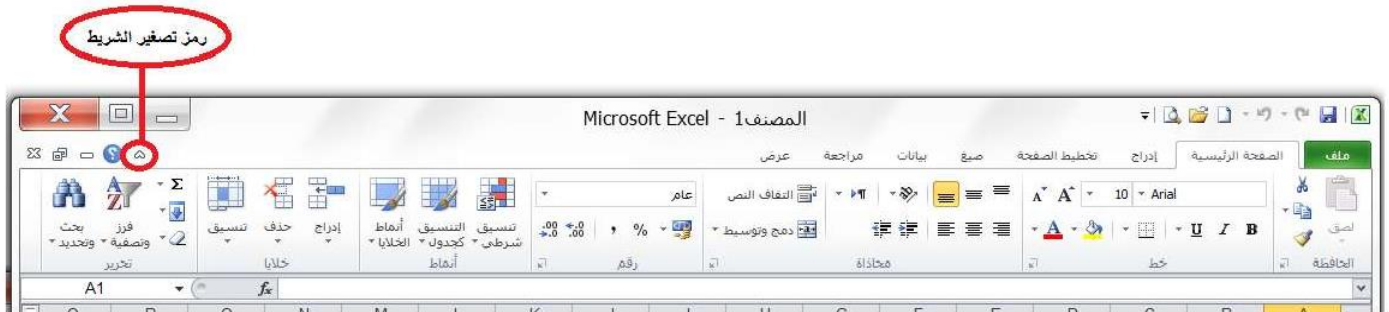 رمز تصغير الشريط
المصنف1 - Microsoft Excel
ملف الصفحة الرئيسية إدراج تخطيط الصفحة صيغ بيانات مراجعة عرض
Arial 10 التفاف النص عام
لصق B I U A دمج وتوسيط % , تنسيق شرطي التنسيق كجدول أنماط الخلايا إدراج حذف تنسيق Σ فرز وتصفية بحث وتحديد
الحافظة خط محاذاة رقم أنماط خلايا تحرير
A1 fx